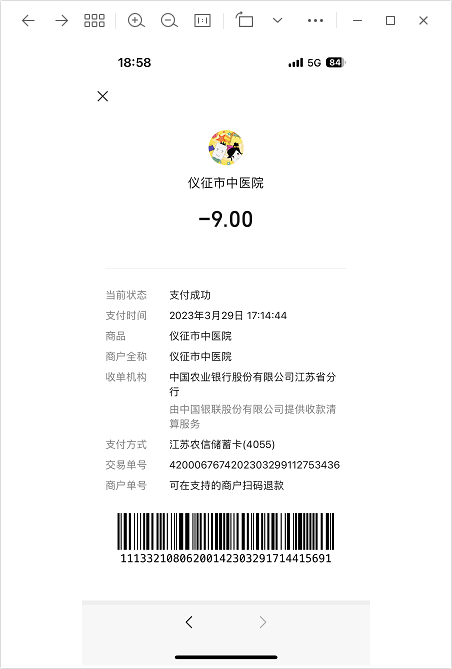 18:58
5G
84
仪征市中医院
-9.00
当前状态 支付成功
支付时间 2023年3月29日 17:14:44
商品 仪征市中医院
商户全称 仪征市中医院
收单机构 中国农业银行股份有限公司江苏省分
行
由中国银联股份有限公司提供收款清
算服务
支付方式 江苏农信储蓄卡(4055)
交易单号 4200067674202303299112753436
商户单号 可在支持的商户扫码退款
11133210806200142303291714415691